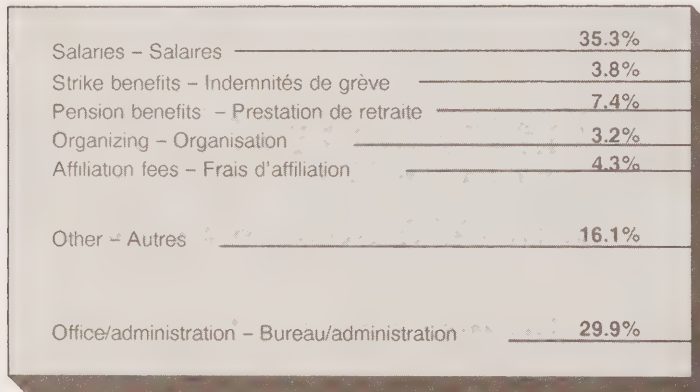 Salaries – Salaires 35.3%
Strike benefits – Indemnités de grève 3.8%
Pension benefits – Prestation de retraite 7.4%
Organizing – Organisation 3.2%
Affiliation fees – Frais d'affiliation 4.3%
Other – Autres 16.1%
Office/administration – Bureau/administration 29.9%